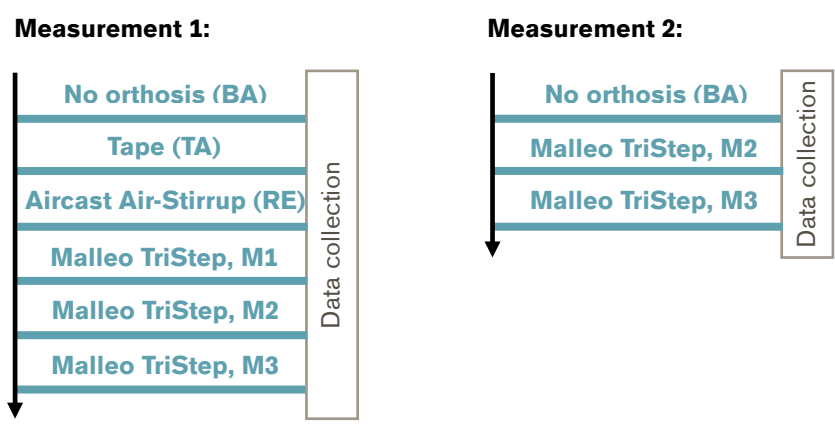 Measurement 1:
No orthosis (BA)
Tape (TA)
Aircast Air-Stirrup (RE)
Malleo TriStep, M1
Malleo TriStep, M2
Malleo TriStep, M3
Data collection
Measurement 2:
No orthosis (BA)
Malleo TriStep, M2
Malleo TriStep, M3
Data collection